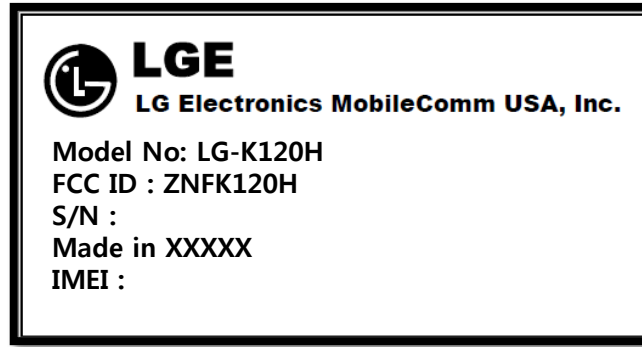 LGE
LG Electronics MobileComm USA, Inc.
Model No: LG-K120H
FCC ID : ZNFK120H
S/N :
Made in XXXXX
IMEI :